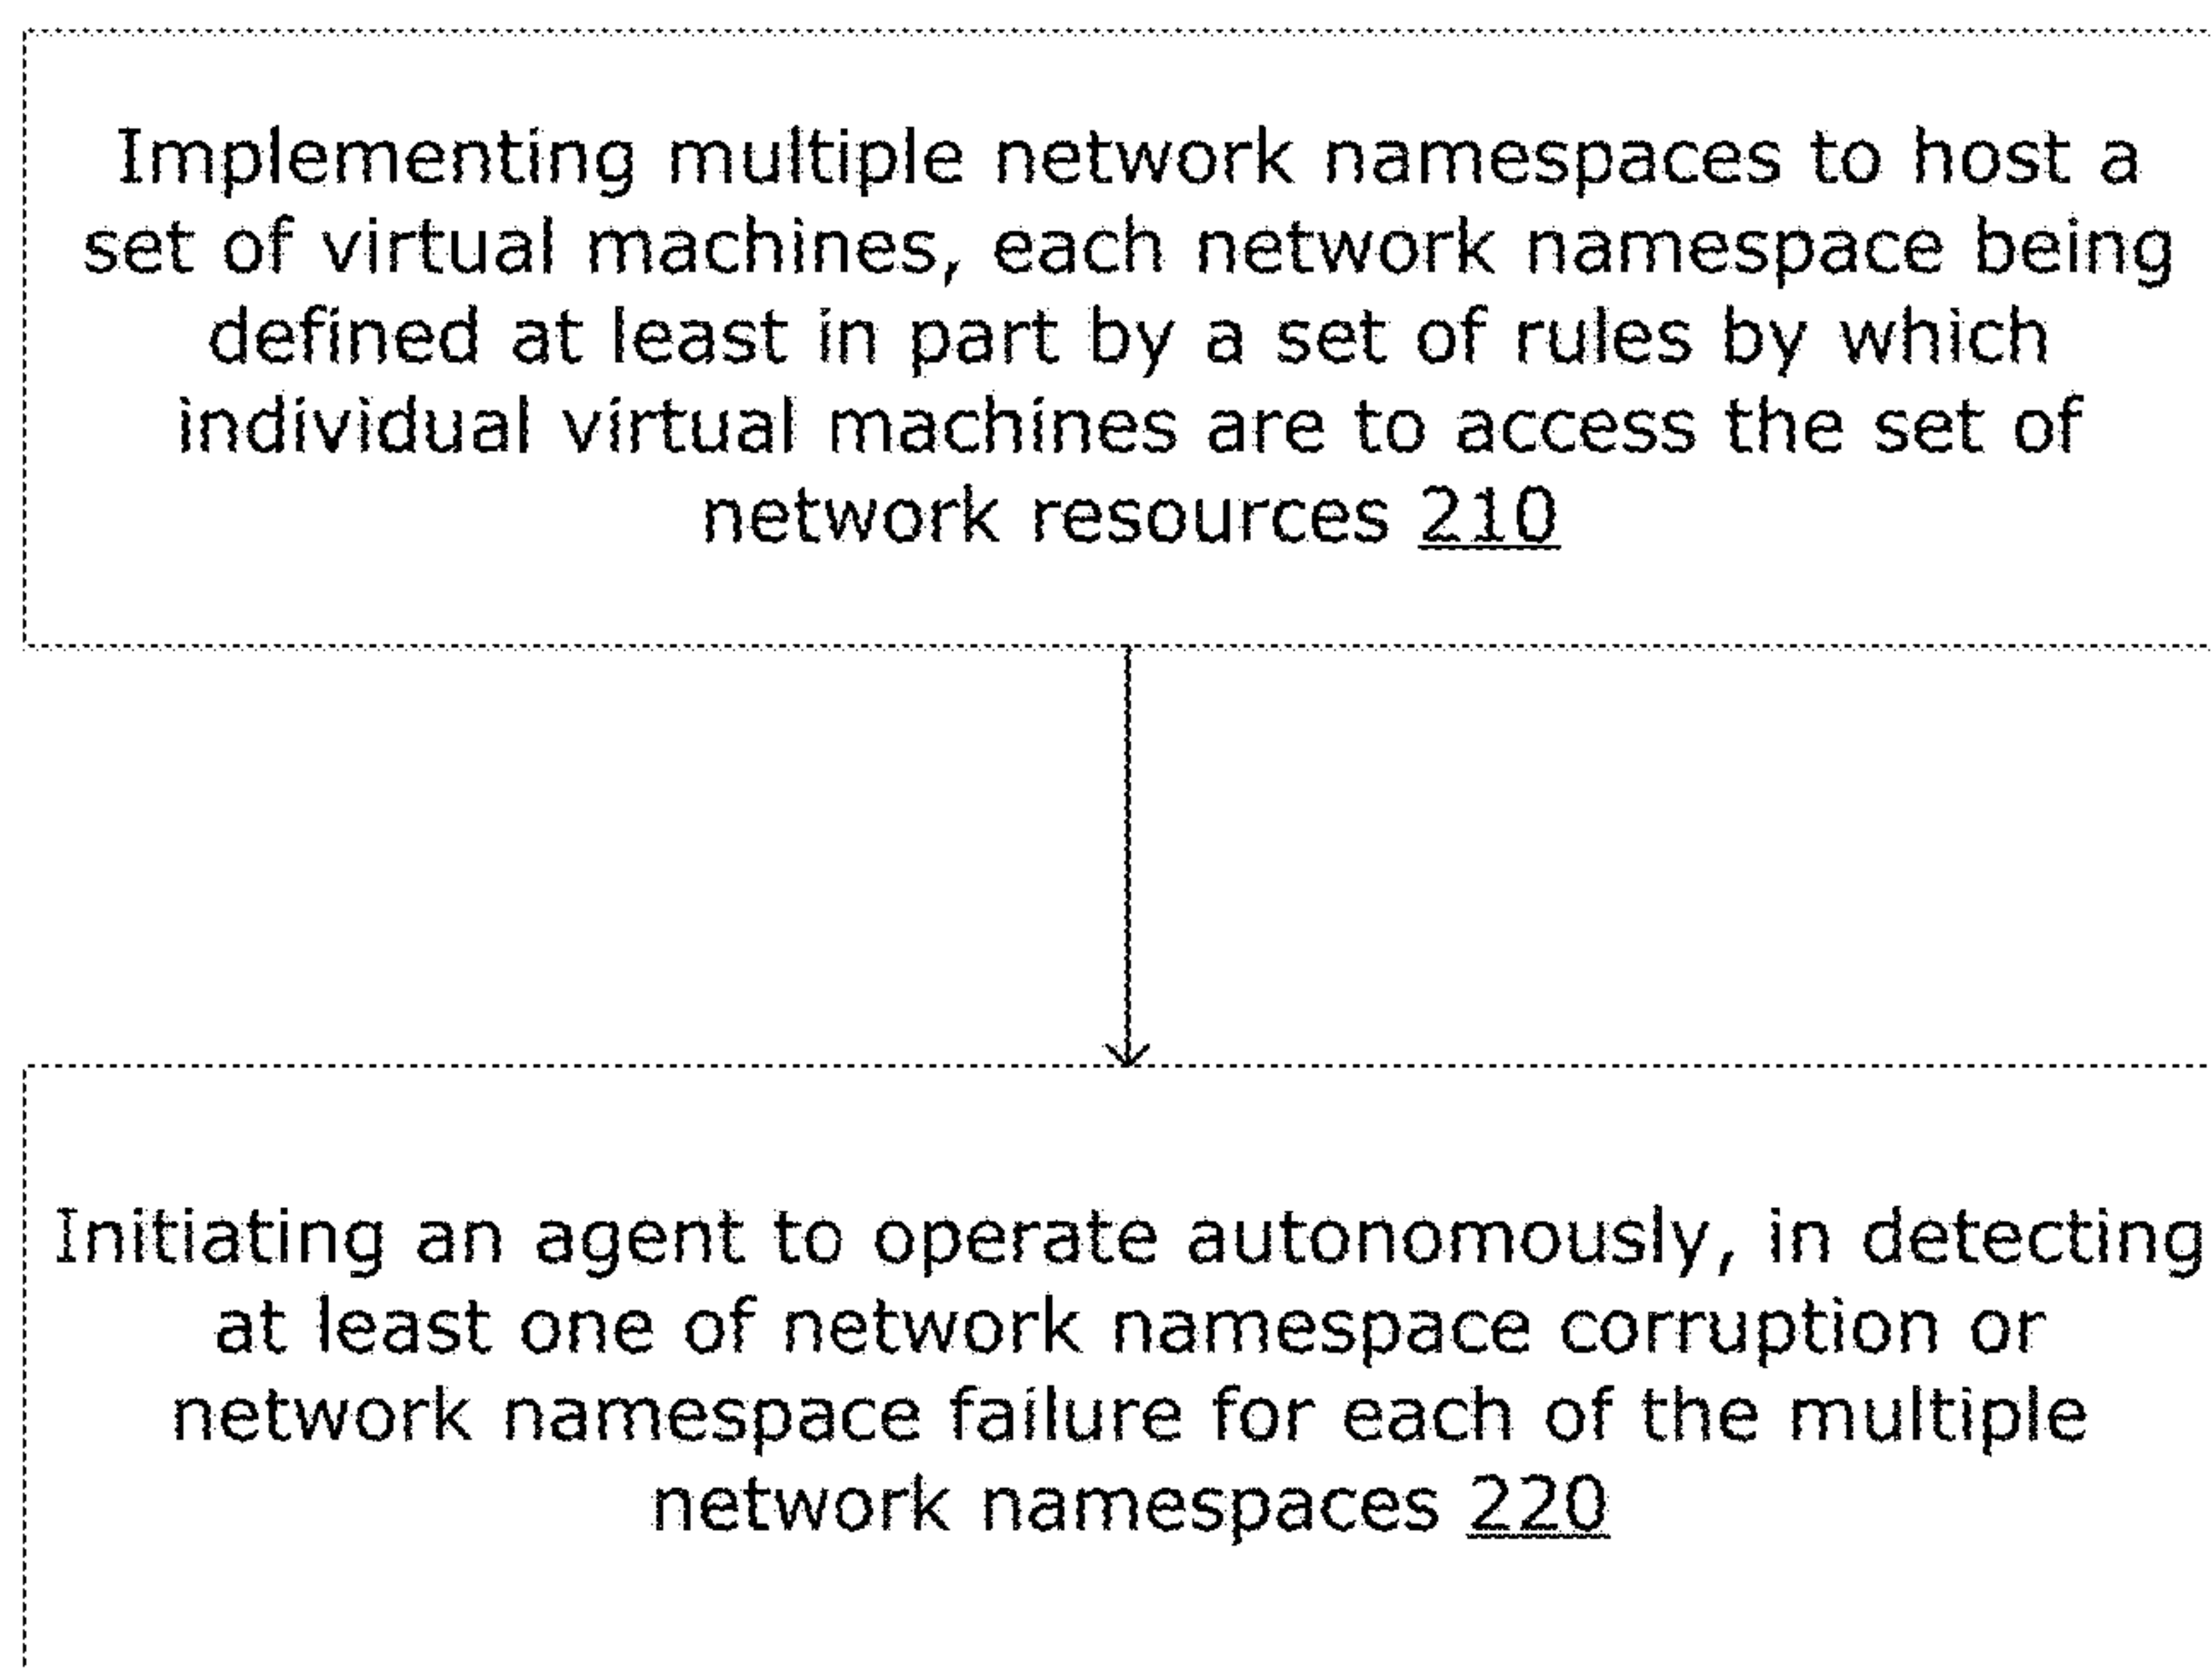 Implementing multiple network namespaces to host a
set of virtual machines, each network namespace being
defined at least in part by a set of rules by which
individual virtual machines are to access the set of
network resources 210
Initiating an agent to operate autonomously, in detecting
at least one of network namespace corruption or
network namespace failure for each of the multiple
network namespaces 220